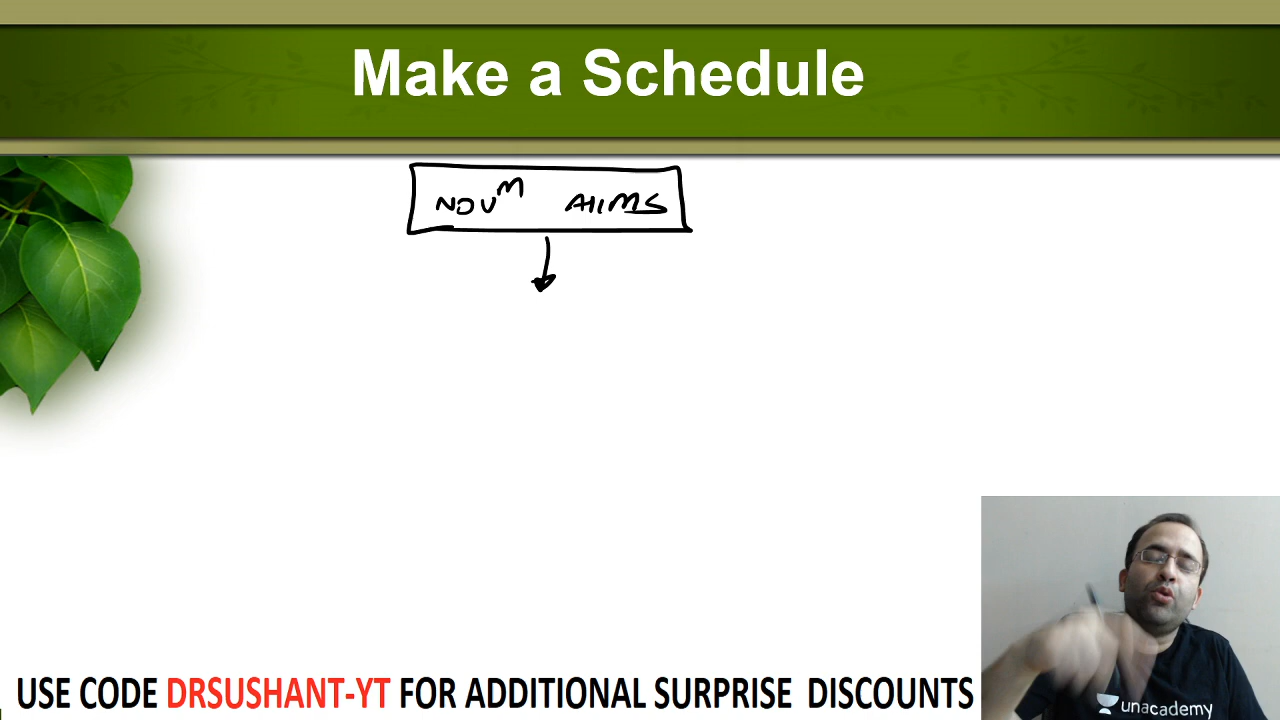 Make a Schedule
NOV M AIIMS
USE CODE DRSUSHANT-YT FOR ADDITIONAL SURPRISE DISCOUNTS
unacademy